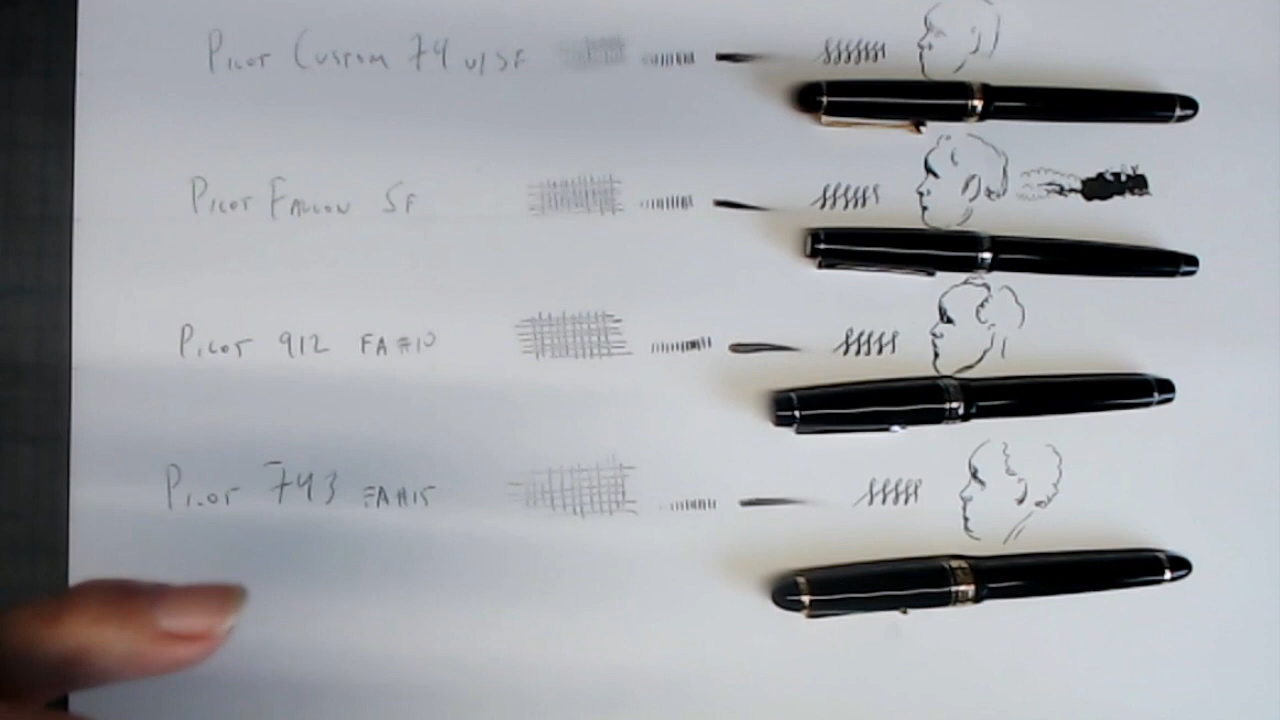 PILOT CUSTOM 74 w/ SF
PILOT FALCON SF
PILOT 912 FA #10
PILOT 743 FA #15